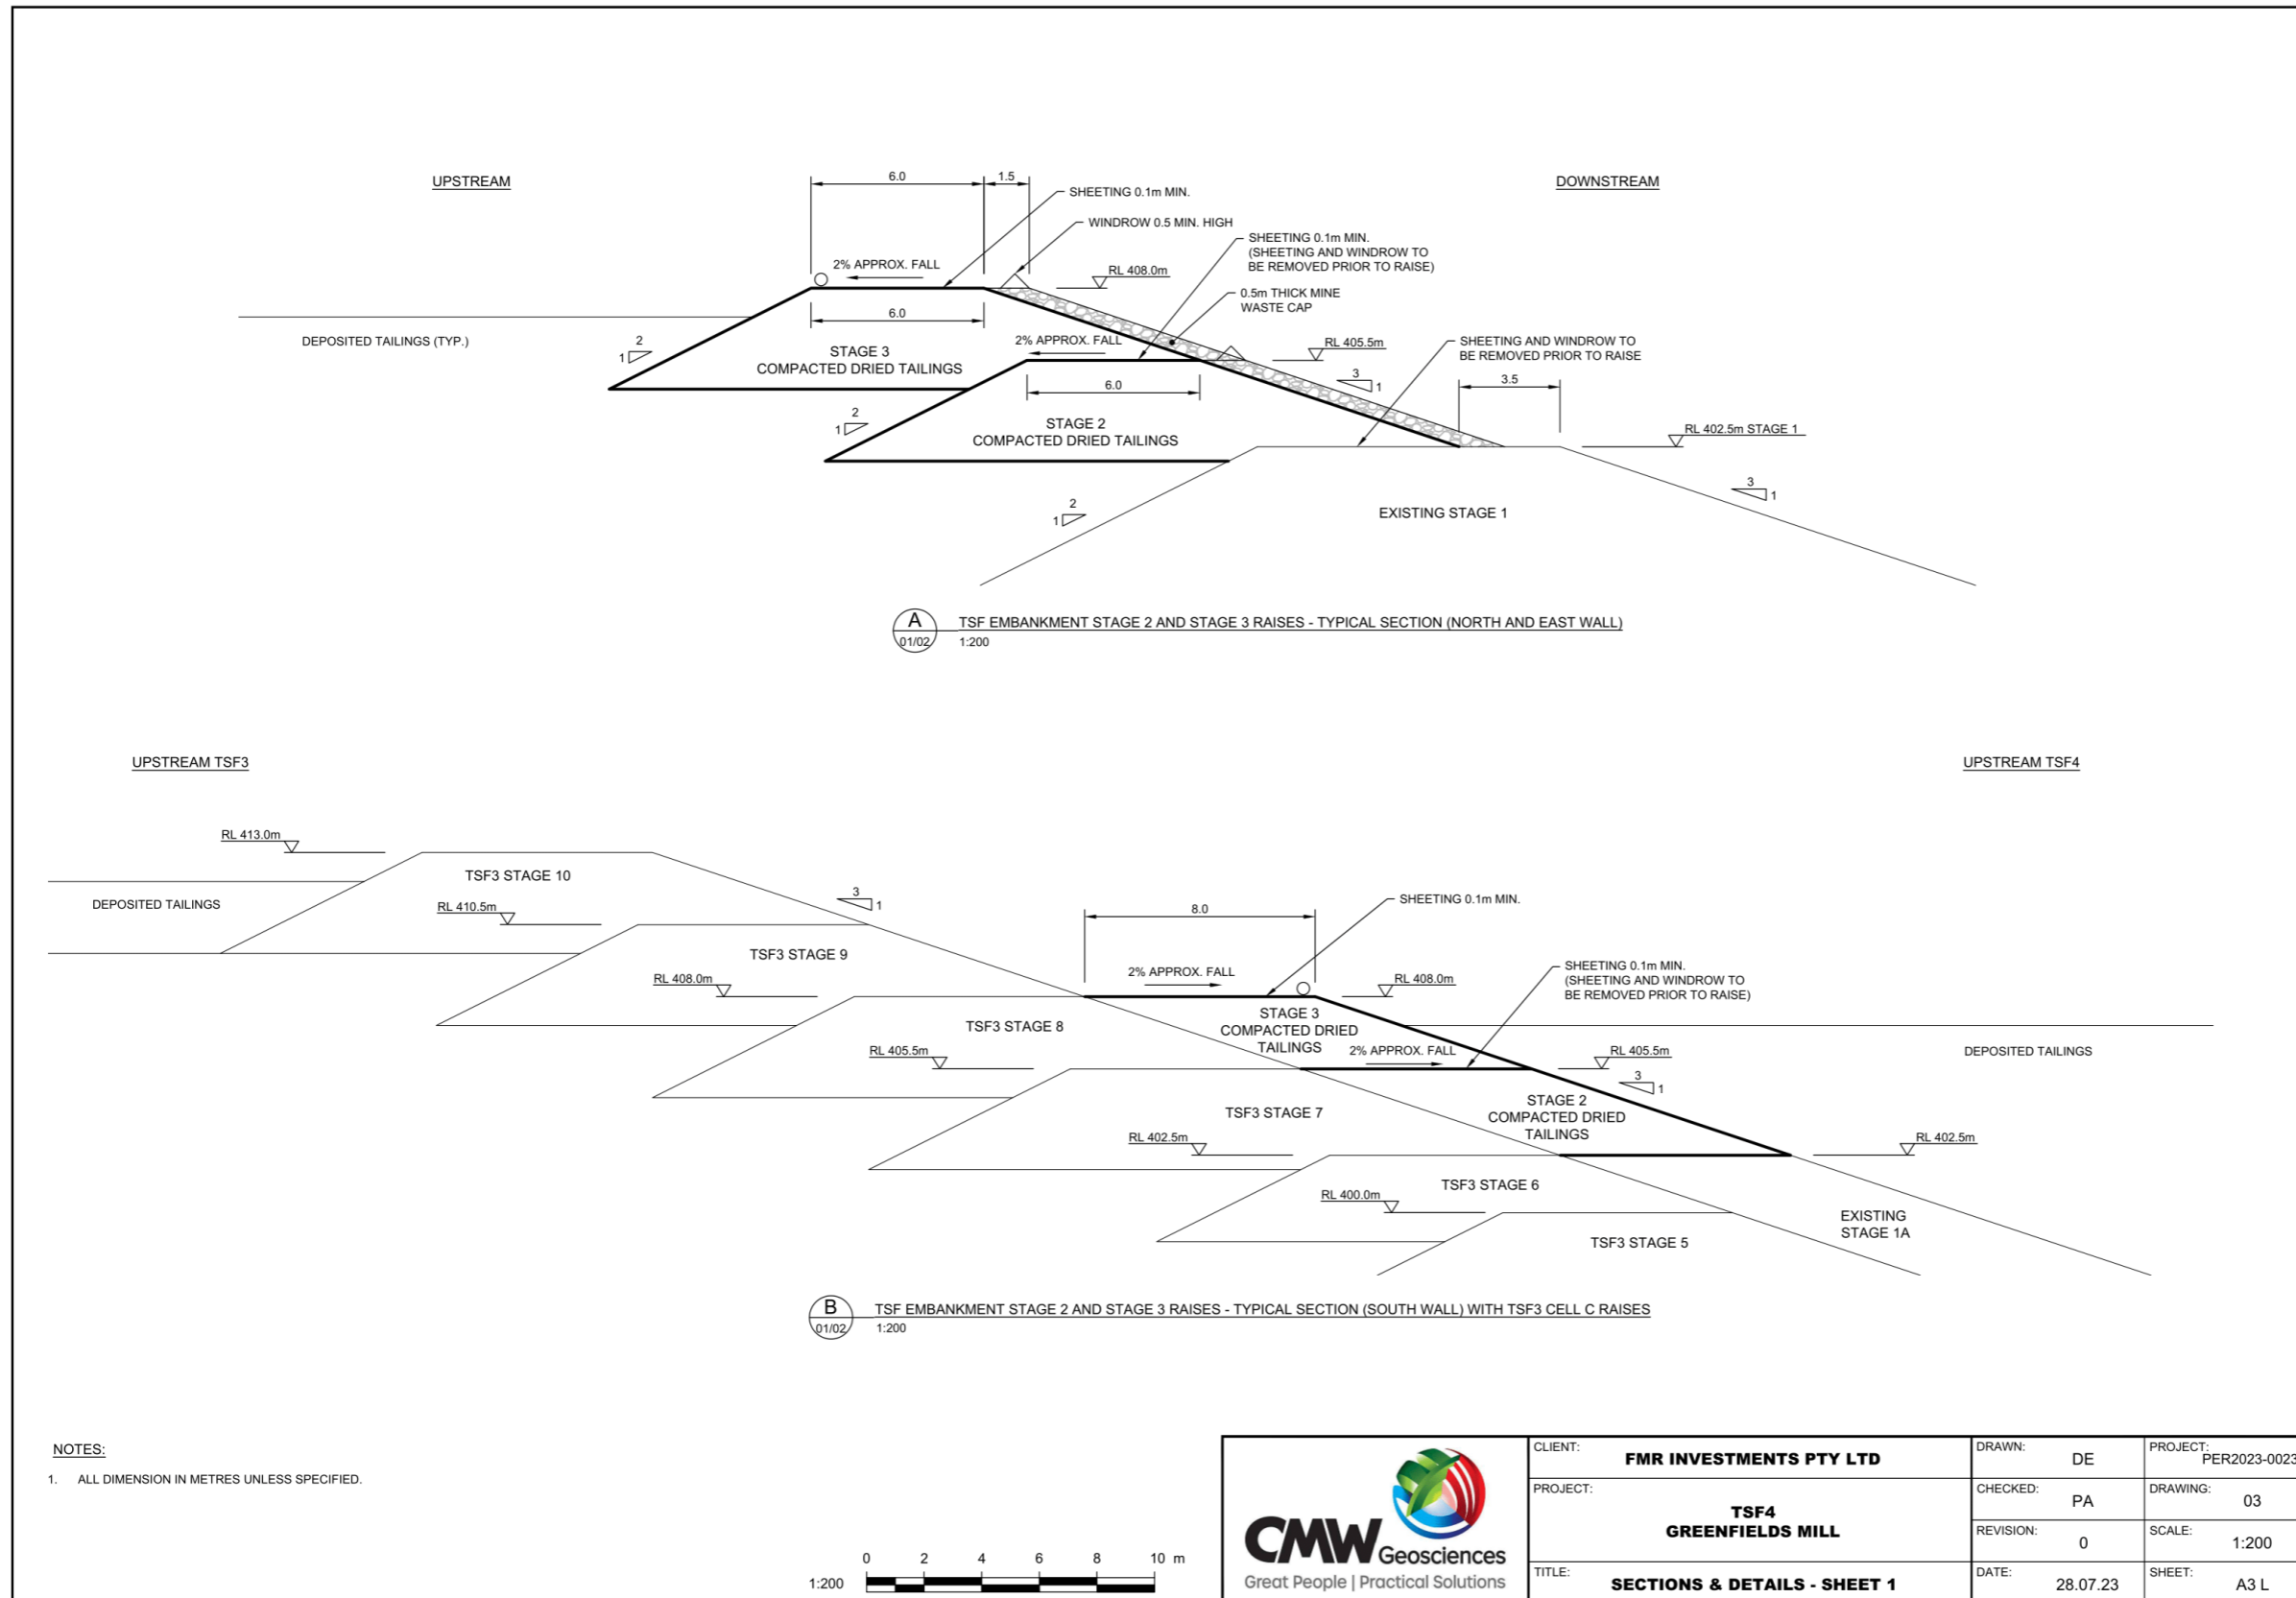 UPSTREAM
DOWNSTREAM
6.0
1.5
SHEETING 0.1m MIN.
WINDROW 0.5 MIN. HIGH
SHEETING 0.1m MIN.
(SHEETING AND WINDROW TO
BE REMOVED PRIOR TO RAISE)
2% APPROX. FALL
RL 408.0m
0.5m THICK MINE
WASTE CAP
6.0
DEPOSITED TAILINGS (TYP.)
2
1
STAGE 3
COMPACTED DRIED TAILINGS
2% APPROX. FALL
RL 405.5m
SHEETING AND WINDROW TO
BE REMOVED PRIOR TO RAISE
6.0
3
1
3.5
2
1
STAGE 2
COMPACTED DRIED TAILINGS
RL 402.5m STAGE 1
2
1
EXISTING STAGE 1
3
1
A
01/02
TSF EMBANKMENT STAGE 2 AND STAGE 3 RAISES - TYPICAL SECTION (NORTH AND EAST WALL)
1:200
UPSTREAM TSF3
UPSTREAM TSF4
RL 413.0m
TSF3 STAGE 10
DEPOSITED TAILINGS
RL 410.5m
3
1
8.0
SHEETING 0.1m MIN.
TSF3 STAGE 9
RL 408.0m
2% APPROX. FALL
RL 408.0m
SHEETING 0.1m MIN.
(SHEETING AND WINDROW TO
BE REMOVED PRIOR TO RAISE)
TSF3 STAGE 8
STAGE 3
COMPACTED DRIED
TAILINGS
RL 405.5m
2% APPROX. FALL
RL 405.5m
DEPOSITED TAILINGS
3
1
TSF3 STAGE 7
STAGE 2
COMPACTED DRIED
TAILINGS
RL 402.5m
RL 402.5m
TSF3 STAGE 6
RL 400.0m
TSF3 STAGE 5
EXISTING
STAGE 1A
B
01/02
TSF EMBANKMENT STAGE 2 AND STAGE 3 RAISES - TYPICAL SECTION (SOUTH WALL) WITH TSF3 CELL C RAISES
1:200
NOTES:
1. ALL DIMENSION IN METRES UNLESS SPECIFIED.
0 2 4 6 8 10 m
1:200
CMW Geosciences
Great People | Practical Solutions
CLIENT:
FMR INVESTMENTS PTY LTD
PROJECT:
TSF4
GREENFIELDS MILL
TITLE:
SECTIONS & DETAILS - SHEET 1
DRAWN:
DE
PROJECT:
PER2023-0023
CHECKED:
PA
DRAWING:
03
REVISION:
0
SCALE:
1:200
DATE:
28.07.23
SHEET:
A3 L